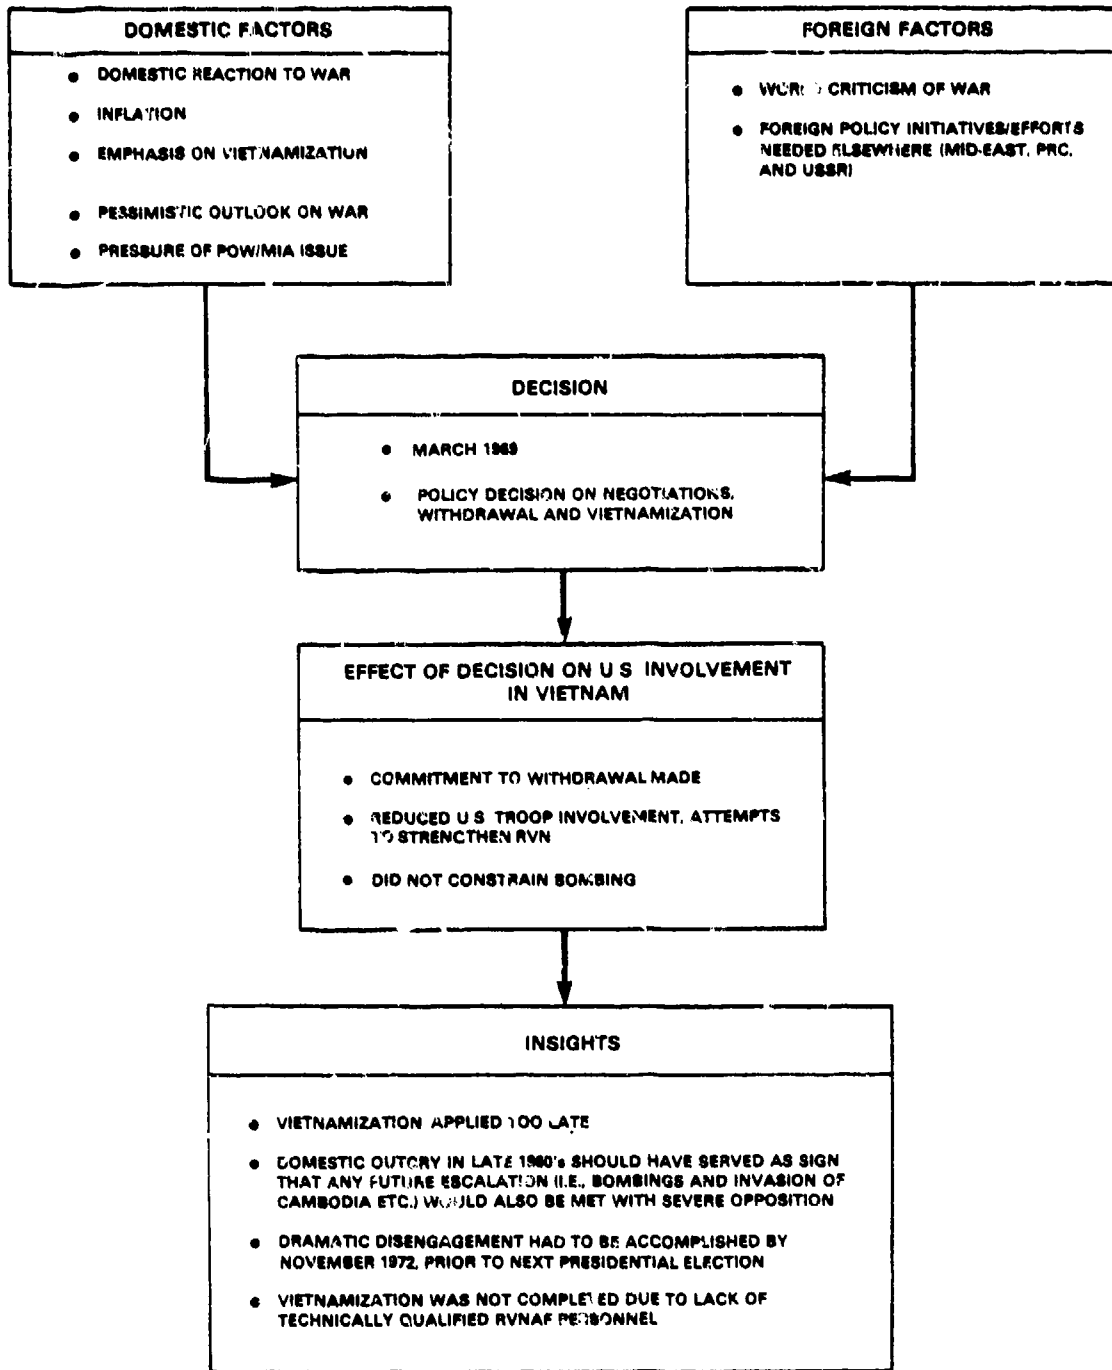 DOMESTIC FACTORS
• DOMESTIC REACTION TO WAR
• INFLATION
• EMPHASIS ON VIETNAMIZATION
• PESSIMISTIC OUTLOOK ON WAR
• PRESSURE OF POW/MIA ISSUE
FOREIGN FACTORS
• WORLD CRITICISM OF WAR
• FOREIGN POLICY INITIATIVES/EFFORTS
NEEDED ELSEWHERE (MID-EAST, PRC,
AND USSR)
DECISION
• MARCH 1969
• POLICY DECISION ON NEGOTIATIONS,
WITHDRAWAL AND VIETNAMIZATION
EFFECT OF DECISION ON U S INVOLVEMENT
IN VIETNAM
• COMMITMENT TO WITHDRAWAL MADE
• REDUCED U S TROOP INVOLVEMENT, ATTEMPTS
TO STRENGTHEN RVN
• DID NOT CONSTRAIN BOMBING
INSIGHTS
• VIETNAMIZATION APPLIED TOO LATE
• DOMESTIC OUTCRY IN LATE 1960's SHOULD HAVE SERVED AS SIGN
THAT ANY FUTURE ESCALATION (I.E., BOMBINGS AND INVASION OF
CAMBODIA ETC.) WOULD ALSO BE MET WITH SEVERE OPPOSITION
• DRAMATIC DISENGAGEMENT HAD TO BE ACCOMPLISHED BY
NOVEMBER 1972, PRIOR TO NEXT PRESIDENTIAL ELECTION
• VIETNAMIZATION WAS NOT COMPLETED DUE TO LACK OF
TECHNICALLY QUALIFIED RVNAF PERSONNEL